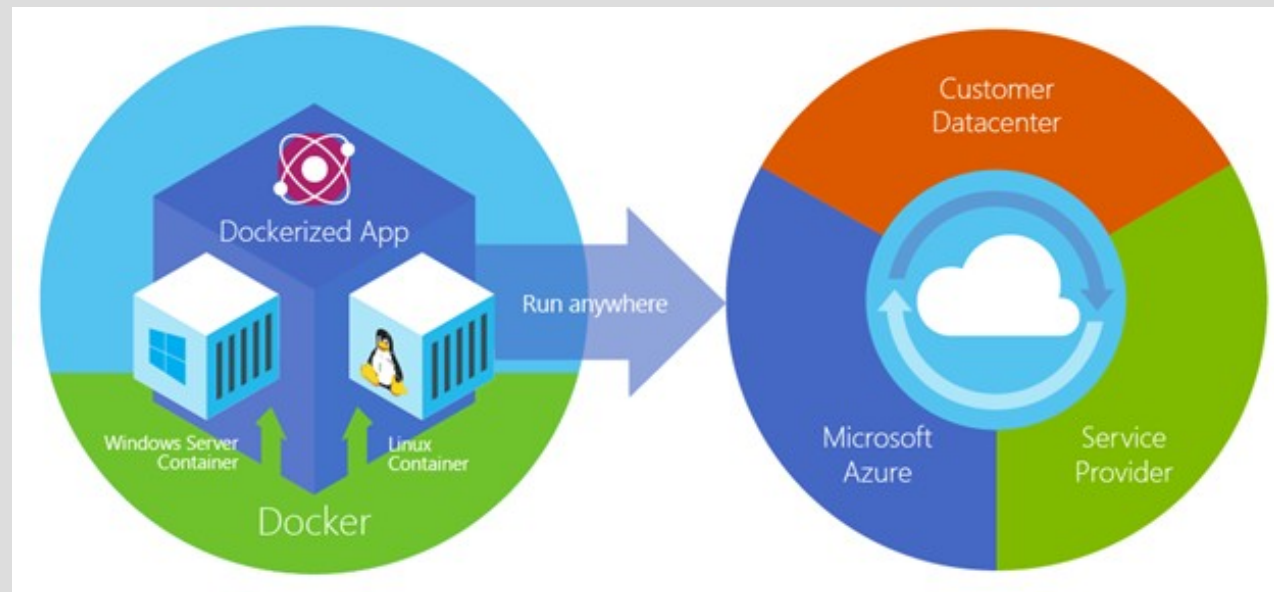 Dockerized App
Windows Server
Container
Linux
Container
Docker
Run anywhere
Customer
Datacenter
Microsoft
Azure
Service
Provider